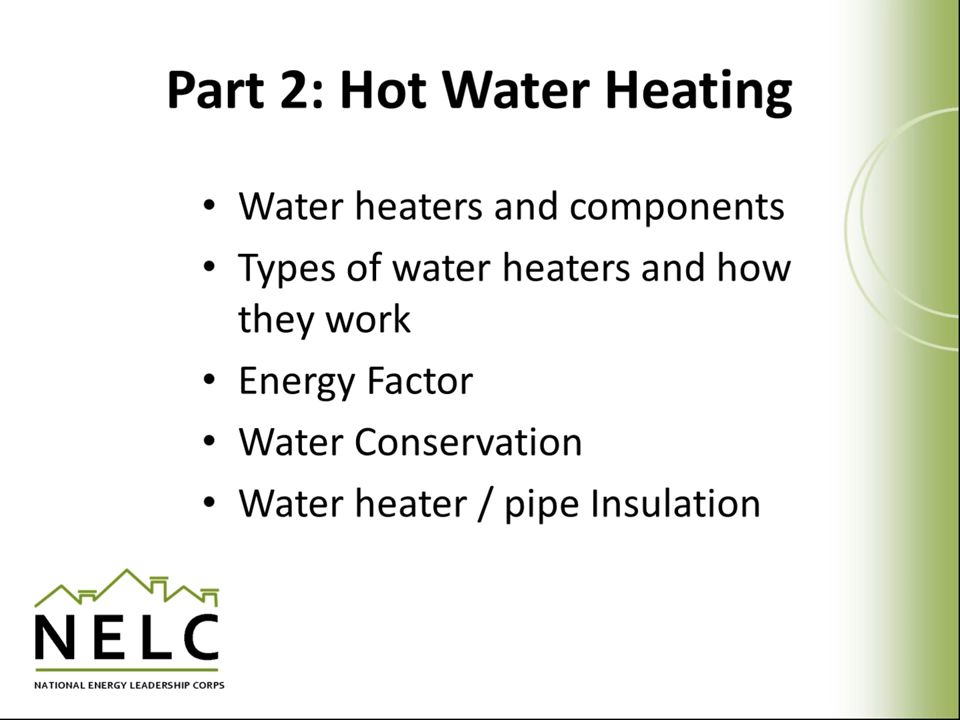 Part 2: Hot Water Heating
• Water heaters and components
• Types of water heaters and how
they work
• Energy Factor
• Water Conservation
• Water heater / pipe Insulation
NELC
NATIONAL ENERGY LEADERSHIP CORPS